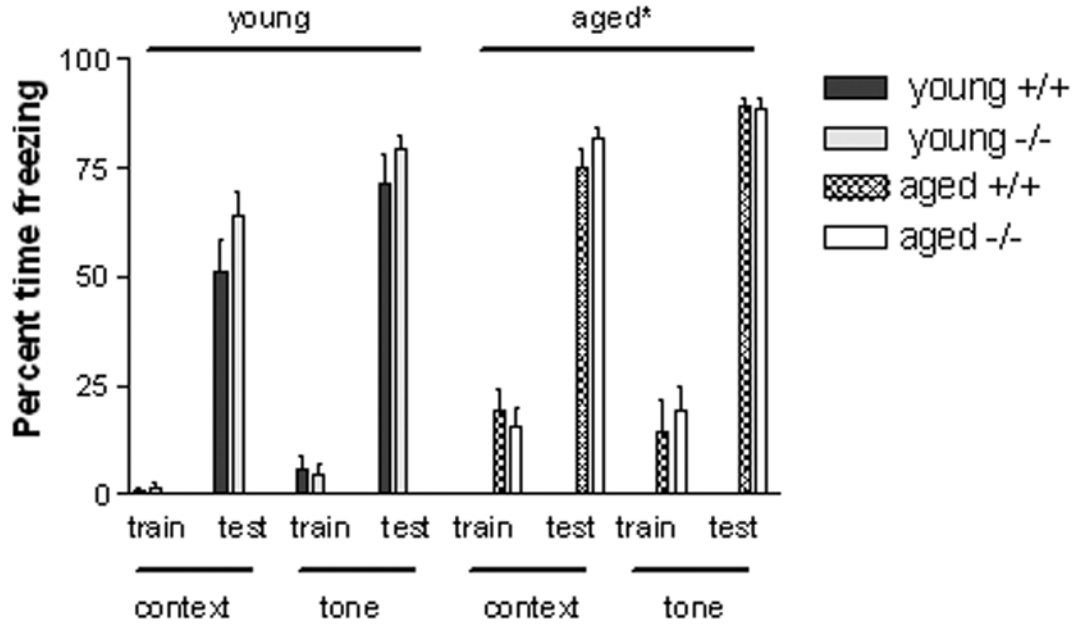 young aged*
Percent time freezing
100
75
50
25
0
young +/+
young -/-
aged +/+
aged -/-
train test train test train test train test
context tone context tone